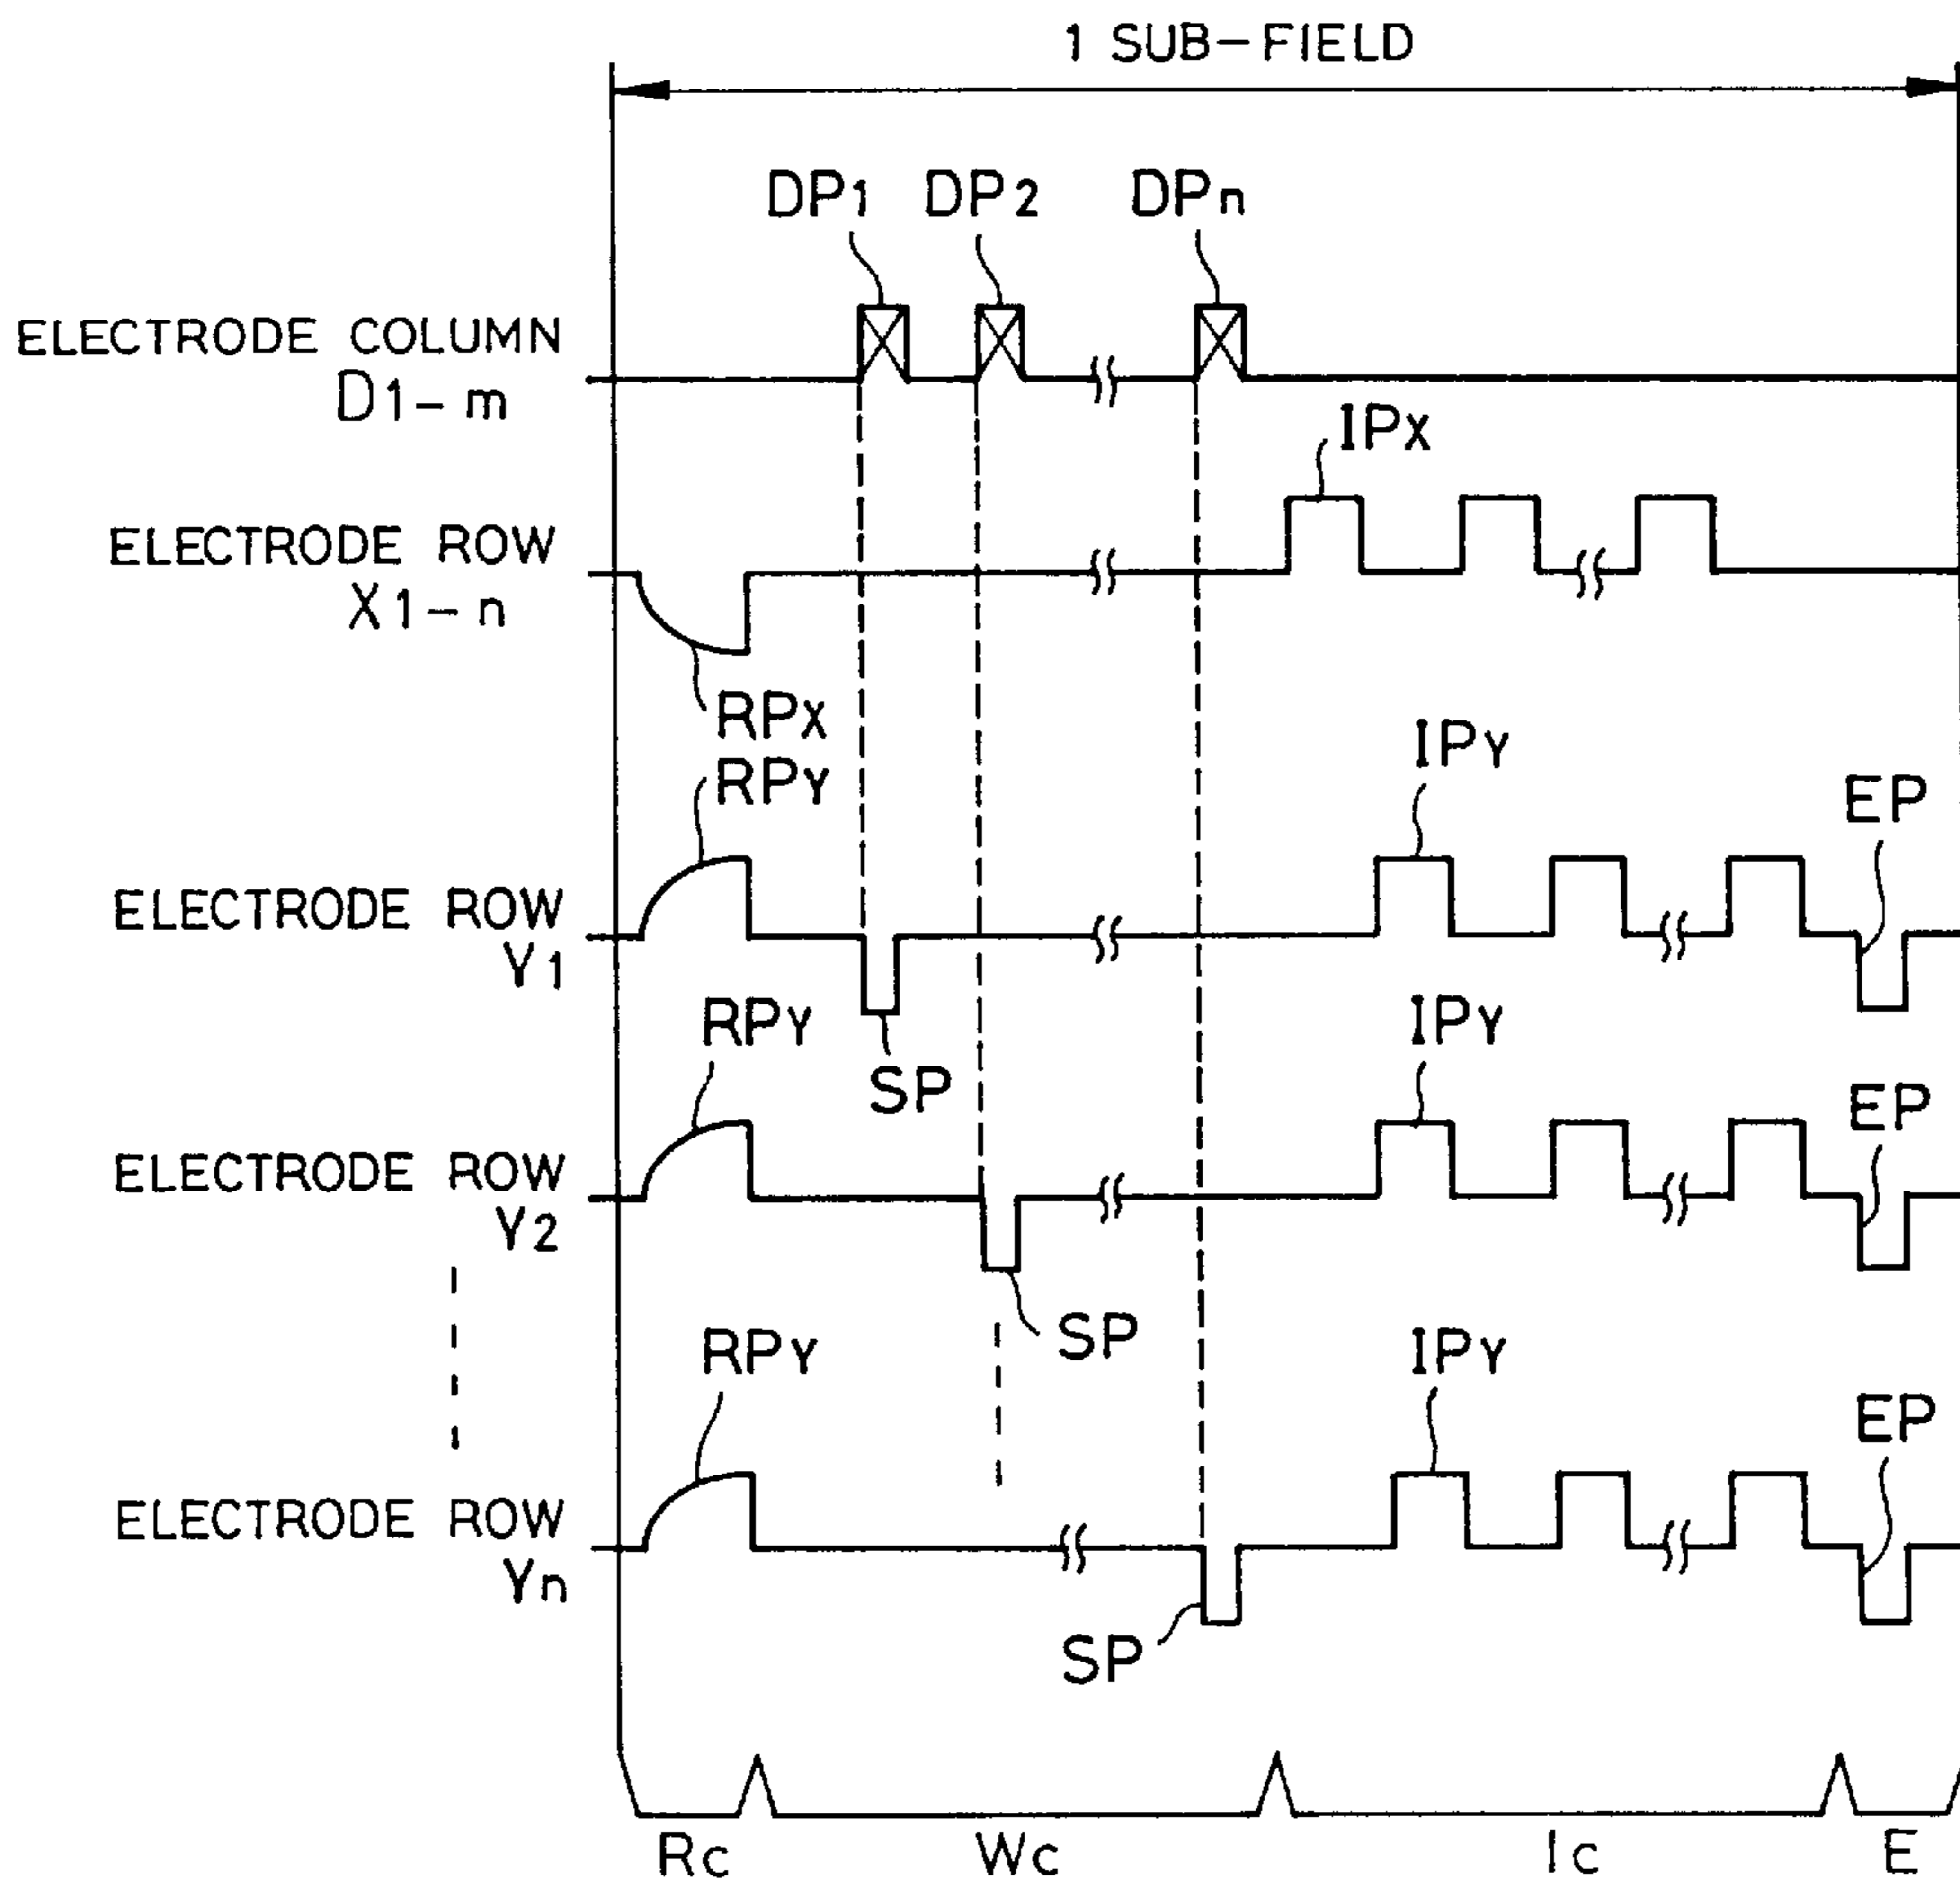 1 SUB-FIELD
DP1 DP2 DPn
ELECTRODE COLUMN
D1-m
IPX
ELECTRODE ROW
X1-n
RPX
RPY
IPY
EP
ELECTRODE ROW
Y1
SP
RPY
IPY
EP
ELECTRODE ROW
Y2
SP
RPY
IPY
EP
ELECTRODE ROW
Yn
SP
Rc Wc Ic E